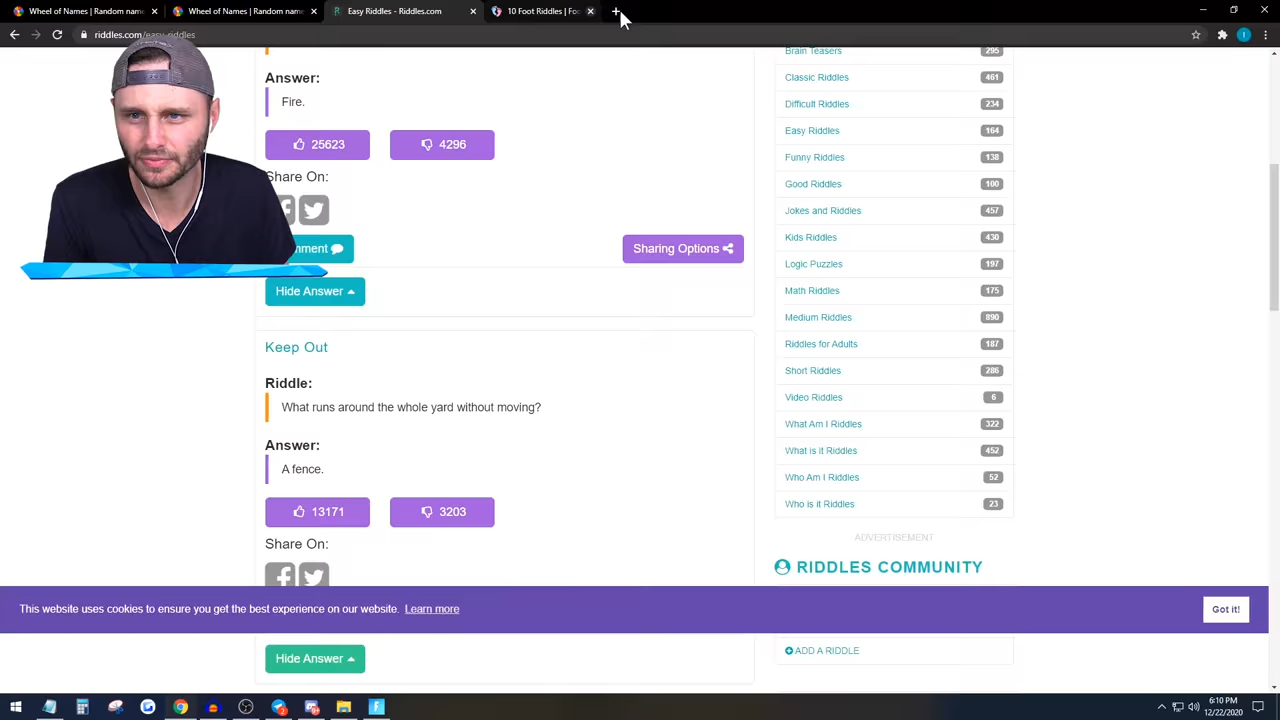 Wheel of Names | Random name
Wheel of Names | Random name
Easy Riddles - Riddles.com
10 Foot Riddles | Foo
riddles.com/easy-riddles
Answer:
Fire.
25623
4296
Share On:
mment
Sharing Options
Hide Answer
Keep Out
Riddle:
What runs around the whole yard without moving?
Answer:
A fence.
13171
3203
Share On:
Hide Answer
Brain Teasers 295
Classic Riddles 461
Difficult Riddles 234
Easy Riddles 164
Funny Riddles 138
Good Riddles 100
Jokes and Riddles 457
Kids Riddles 430
Logic Puzzles 197
Math Riddles 175
Medium Riddles 890
Riddles for Adults 187
Short Riddles 286
Video Riddles 6
What Am I Riddles 322
What is it Riddles 452
Who Am I Riddles 52
Who is it Riddles 23
ADVERTISEMENT
RIDDLES COMMUNITY
ADD A RIDDLE
This website uses cookies to ensure you get the best experience on our website. Learn more
Got it!
6:10 PM
12/22/2020